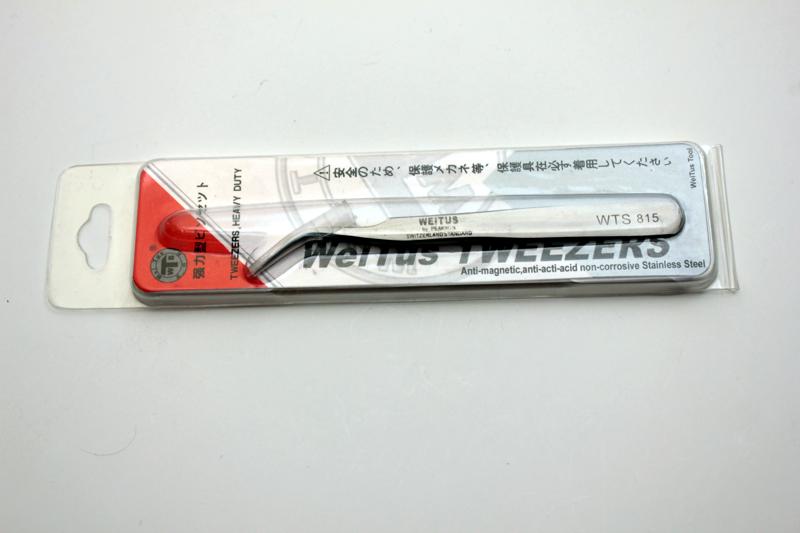 強力型ピンセット
TWEEZERS, HEAVY DUTY
⚠安全のため、保護メガネ等、保護具在必ず着用してください
WeiTus Tool
WEITUS
SWITZERLAND STANDARD
WTS 815
WeiTus TWEEZERS
Anti-magnetic,anti-acti-acid non-corrosive Stainless Steel